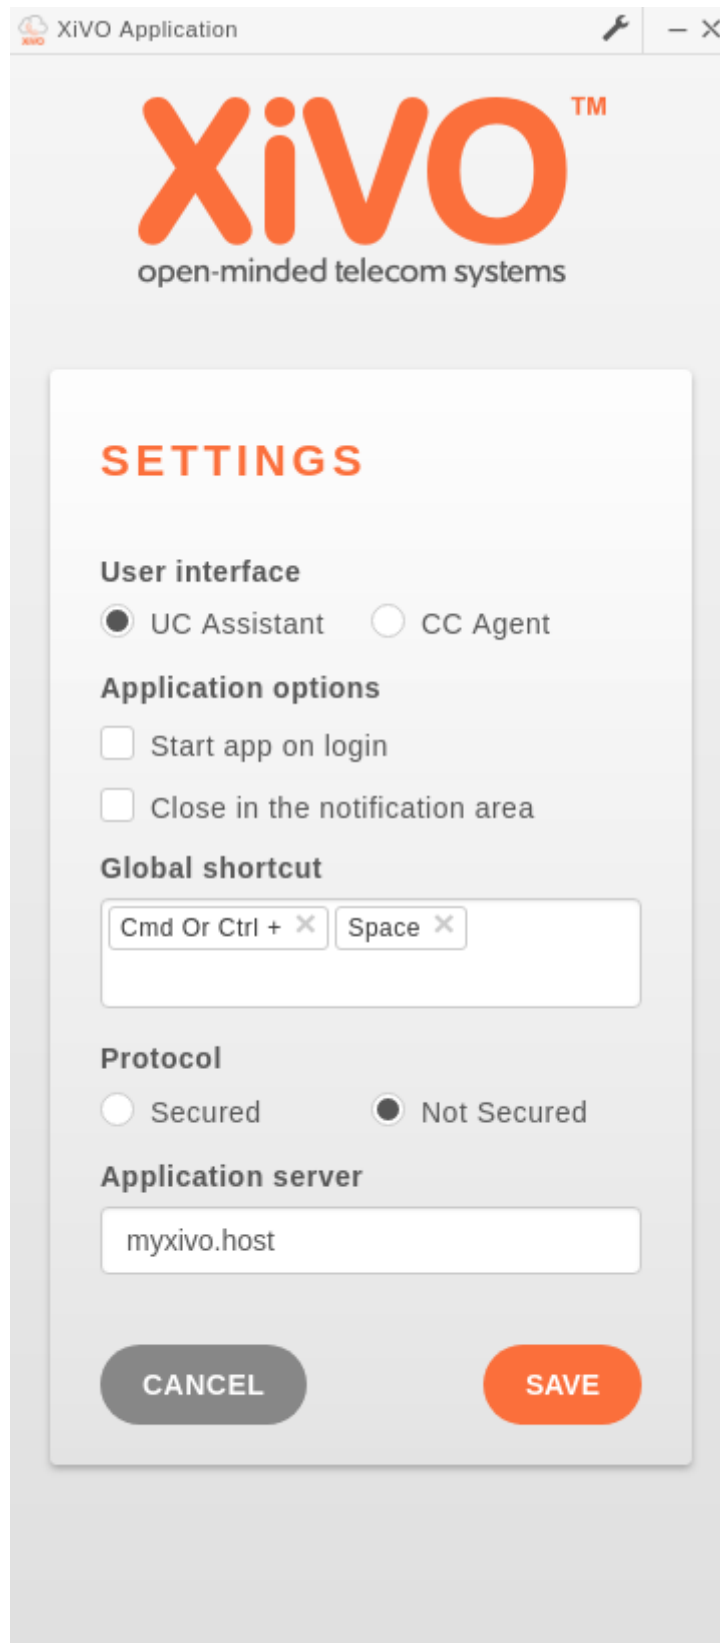 XiVO Application
XiVO™
open-minded telecom systems
SETTINGS
User interface
UC Assistant CC Agent
Application options
Start app on login
Close in the notification area
Global shortcut
Cmd Or Ctrl + × Space ×
Protocol
Secured Not Secured
Application server
myxivo.host
CANCEL SAVE